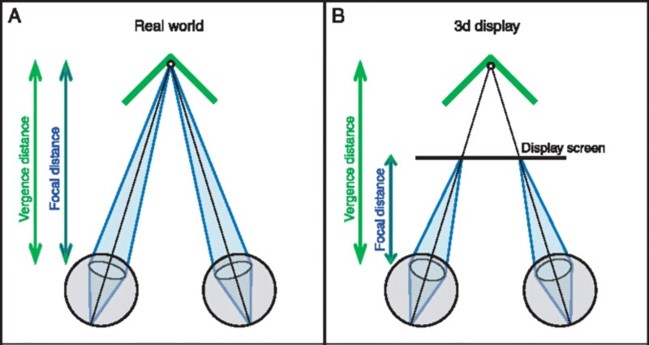 A
Real world
Vergence distance
Focal distance
B
3d display
Vergence distance
Focal distance
Display screen